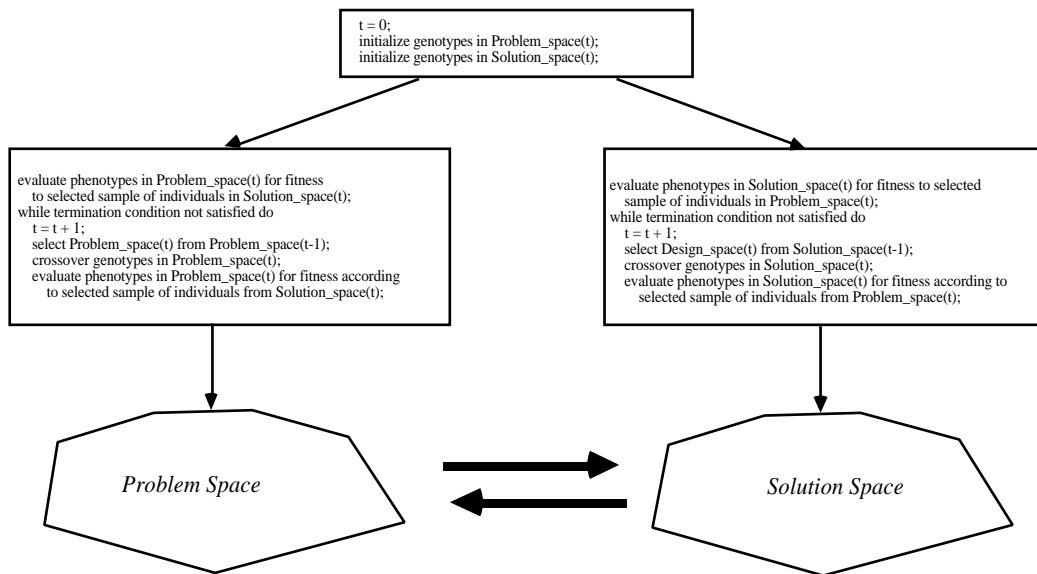 t = 0;
initialize genotypes in Problem_space(t);
initialize genotypes in Solution_space(t);
evaluate phenotypes in Problem_space(t) for fitness
to selected sample of individuals in Solution_space(t);
while termination condition not satisfied do
t = t + 1;
select Problem_space(t) from Problem_space(t-1);
crossover genotypes in Problem_space(t);
evaluate phenotypes in Problem_space(t) for fitness according
to selected sample of individuals from Solution_space(t);
evaluate phenotypes in Solution_space(t) for fitness to selected
sample of individuals in Problem_space(t);
while termination condition not satisfied do
t = t + 1;
select Design_space(t) from Solution_space(t-1);
crossover genotypes in Solution_space(t);
evaluate phenotypes in Solution_space(t) for fitness according to
selected sample of individuals from Problem_space(t);
Problem Space
Solution Space